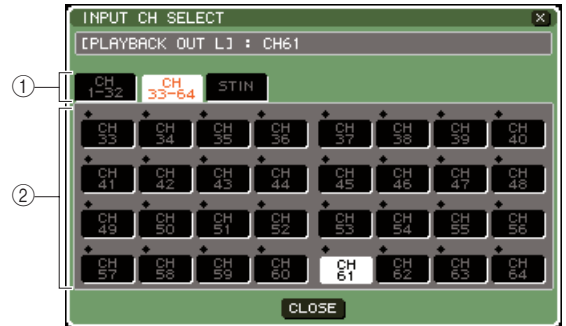 INPUT CH SELECT
[PLAYBACK OUT L] : CH61
① CH 1-32 CH 33-64 STIN
②
CH 33 CH 34 CH 35 CH 36 CH 37 CH 38 CH 39 CH 40
CH 41 CH 42 CH 43 CH 44 CH 45 CH 46 CH 47 CH 48
CH 49 CH 50 CH 51 CH 52 CH 53 CH 54 CH 55 CH 56
CH 57 CH 58 CH 59 CH 60 CH 61 CH 62 CH 63 CH 64
CLOSE